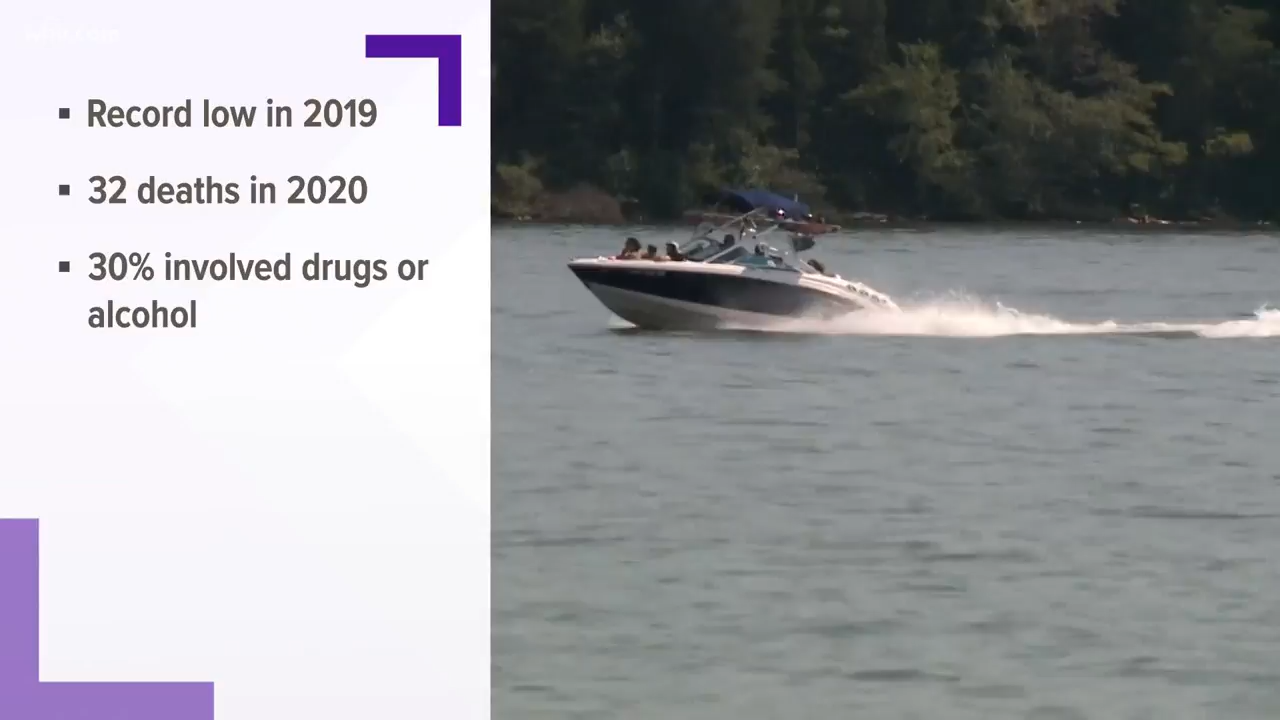 ▪ Record low in 2019
▪ 32 deaths in 2020
▪ 30% involved drugs or
alcohol